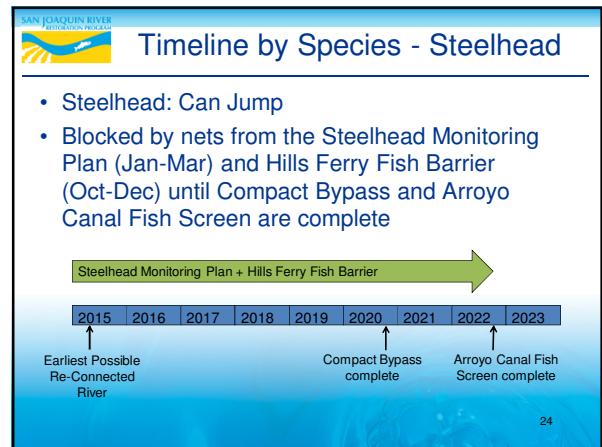 SAN JOAQUIN RIVER
RESTORATION PROGRAM
Timeline by Species - Steelhead
• Steelhead: Can Jump
• Blocked by nets from the Steelhead Monitoring
Plan (Jan-Mar) and Hills Ferry Fish Barrier
(Oct-Dec) until Compact Bypass and Arroyo
Canal Fish Screen are complete
Steelhead Monitoring Plan + Hills Ferry Fish Barrier
2015 2016 2017 2018 2019 2020 2021 2022 2023
Earliest Possible
Re-Connected
River
Compact Bypass
complete
Arroyo Canal Fish
Screen complete
24